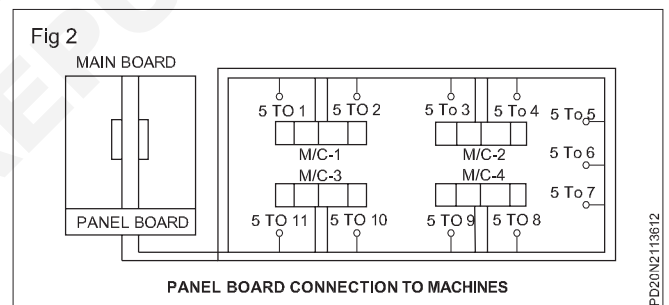 Fig 2
MAIN BOARD
5 TO 1
5 TO 2
5 To 3
5 To 4
5 To 5
M/C-1
M/C-2
5 To 6
M/C-3
M/C-4
5 To 7
PANEL BOARD
5 TO 11
5 TO 10
5 TO 9
5 TO 8
PANEL BOARD CONNECTION TO MACHINES
PD20N2113612